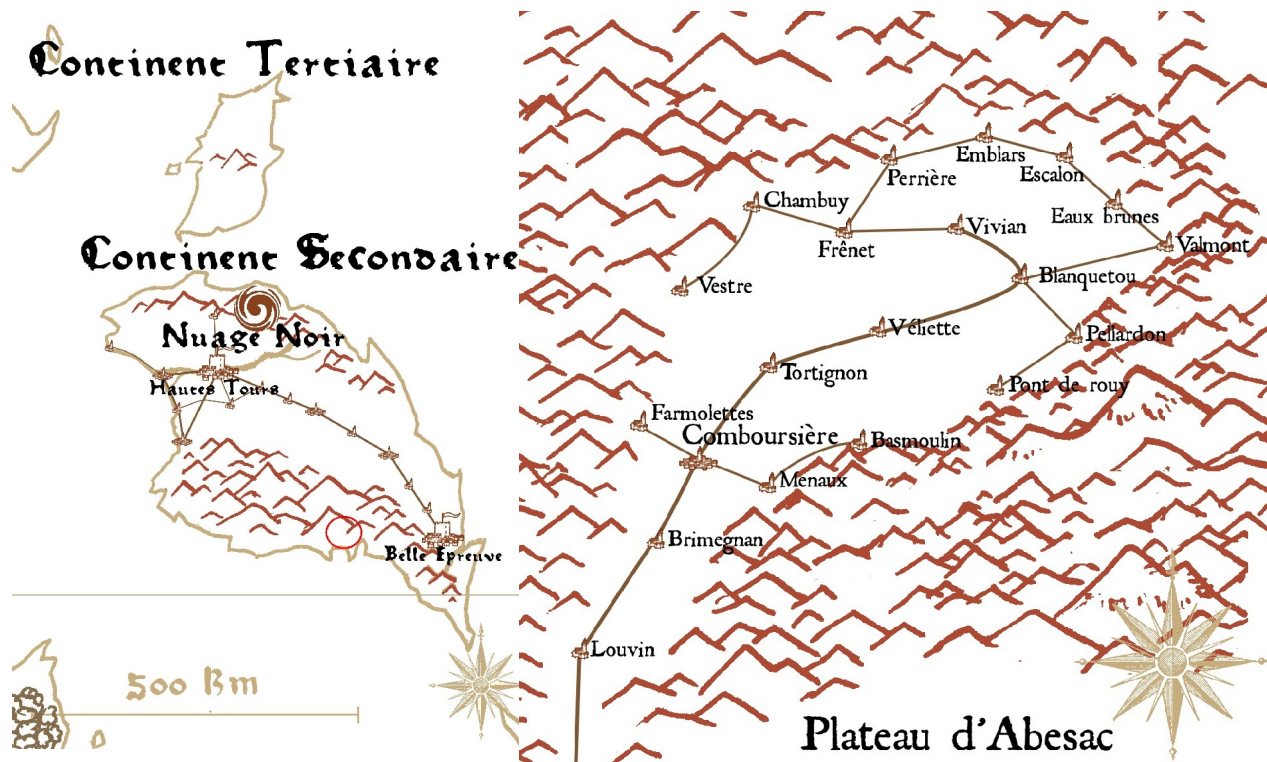 Continent Tertiaire
Continent Secondaire
Nuage Noir
Hautes Tours
Belle Epreuve
500 Km
Emblars
Perrière
Escalon
Chambuy
Eaux brunes
Frênet
Vivian
Valmont
Vestre
Blanquetou
Véliette
Pellardon
Tortignon
Pont de rouy
Farmolettes
Comboursière
Basmoulin
Menaux
Brimegnan
Louvin
Plateau d'Abesac